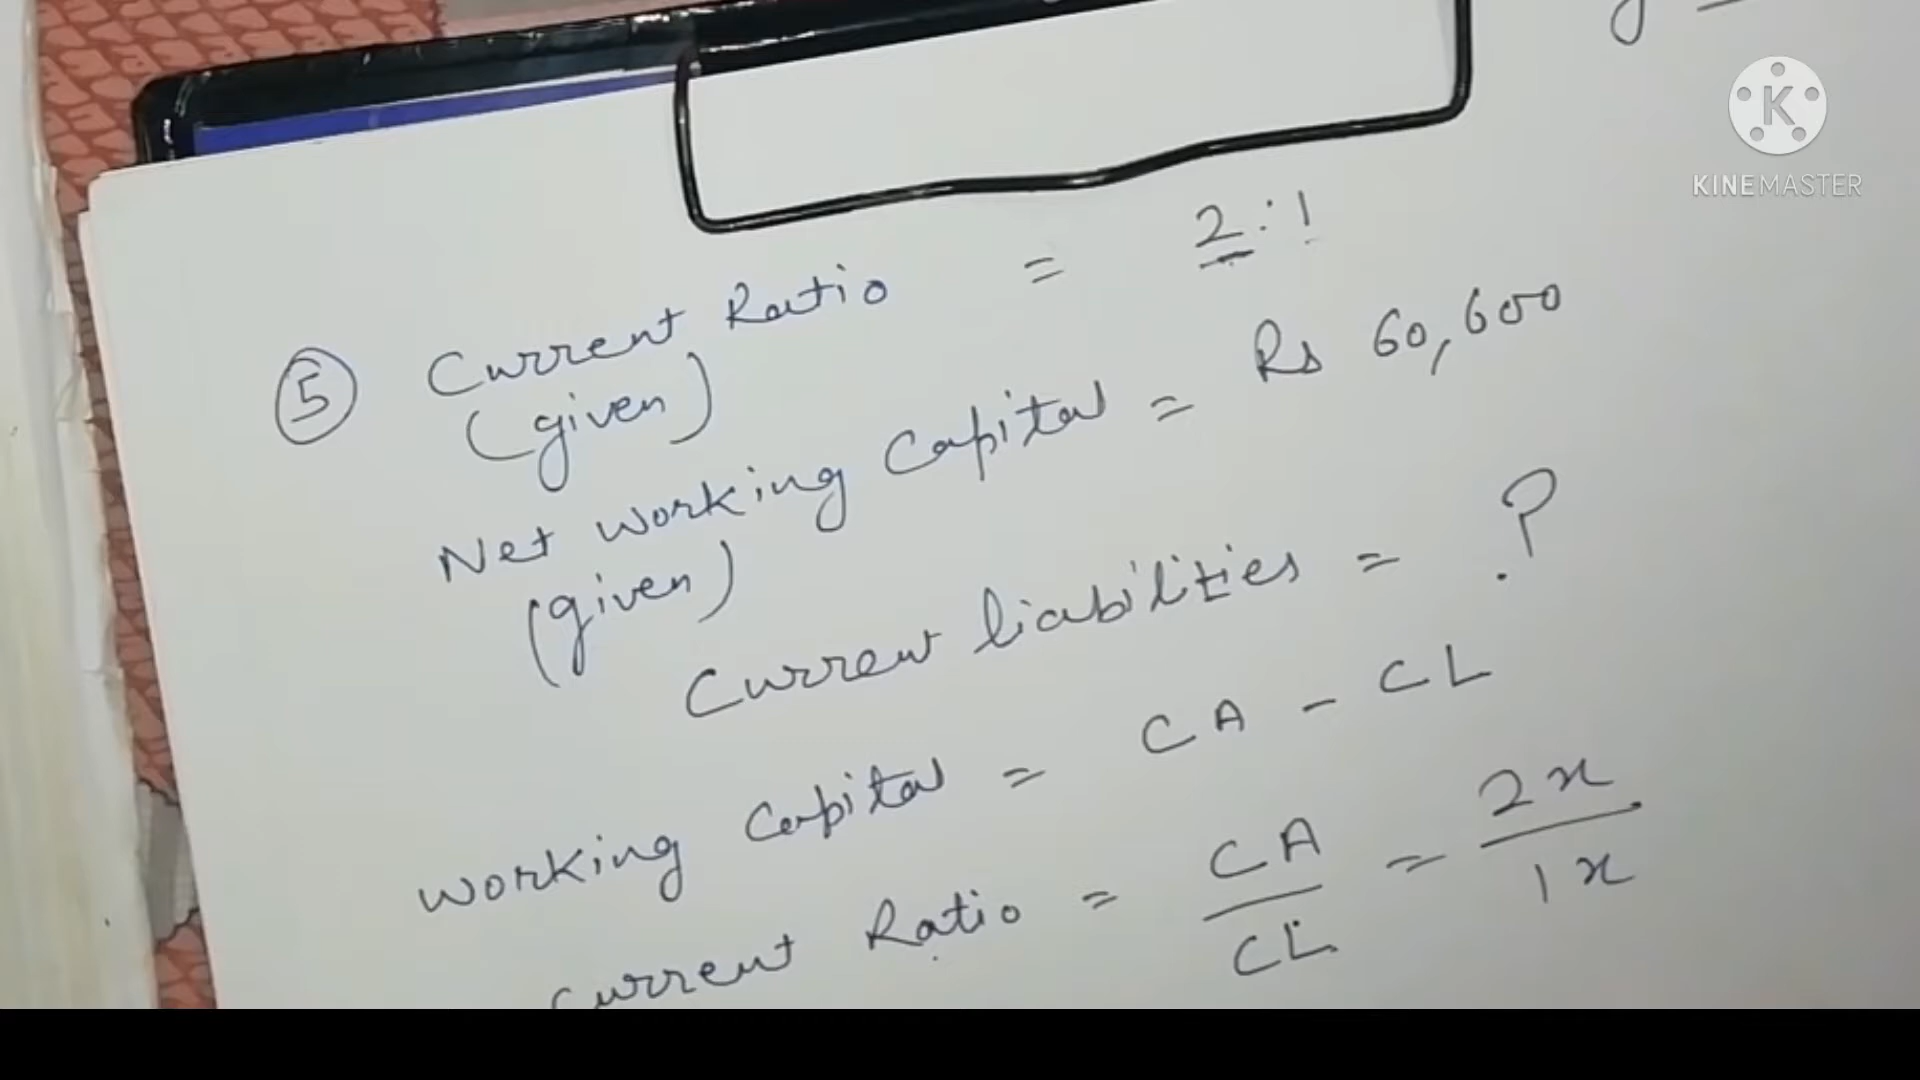 K
KINEMASTER
⑤ Current Ratio = 2:1
(given)
Net working Capital = Rs 60,600
(given)
Current liabilities = ?
Working Capital = CA - CL
Current Ratio = CA/CL = 2x/1x